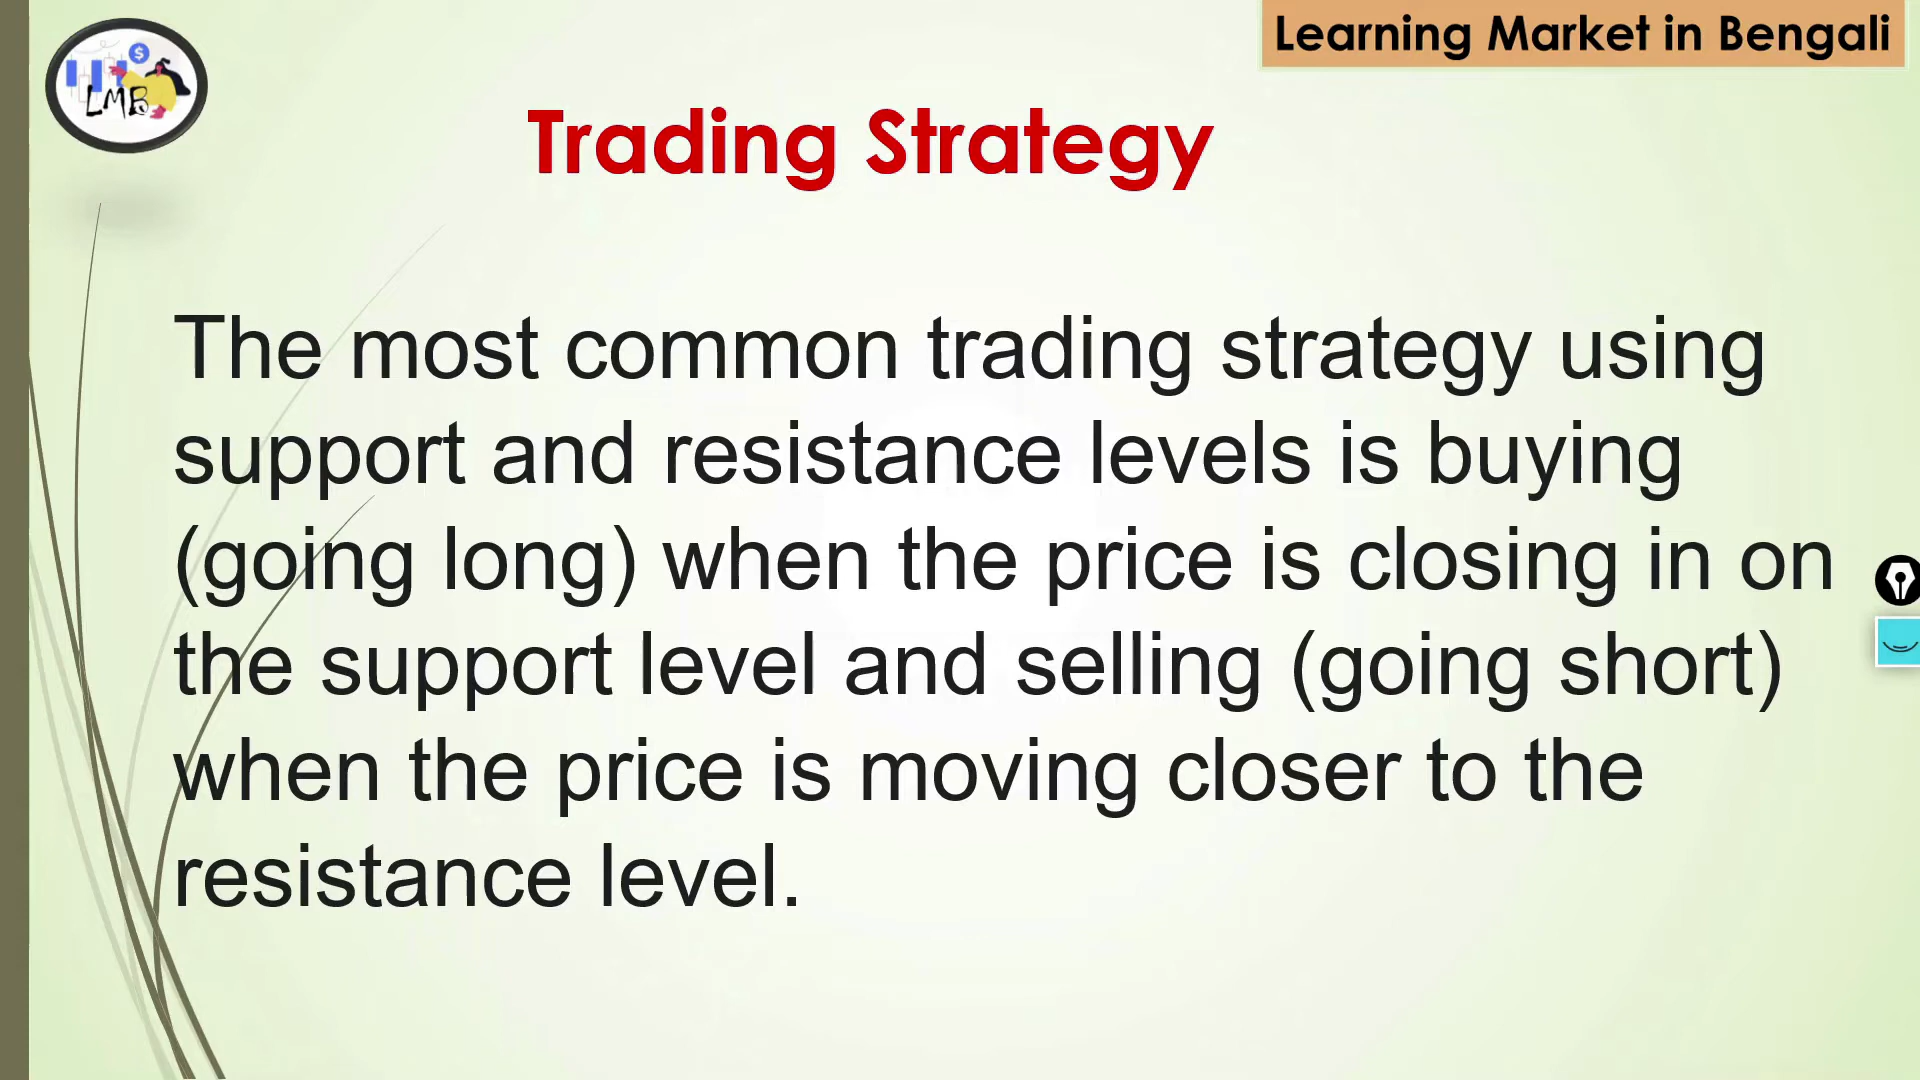 Learning Market in Bengali
$
LMB
Trading Strategy
The most common trading strategy using
support and resistance levels is buying
(going long) when the price is closing in on
the support level and selling (going short)
when the price is moving closer to the
resistance level.